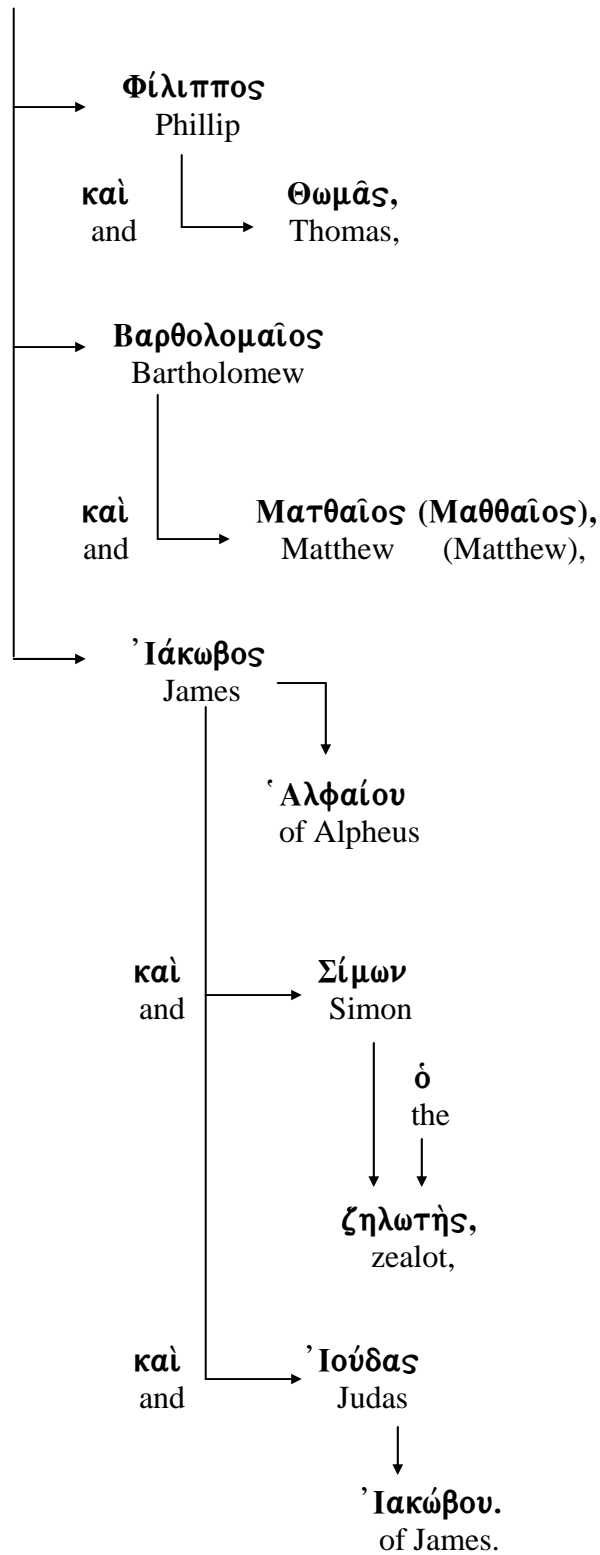 Φίλιππος
Phillip
καὶ Θωμᾶς,
and Thomas,
Βαρθολομαῖος
Bartholomew
καὶ Ματθαῖος (Μαθθαῖος),
and Matthew (Matthew),
Ἰάκωβος
James
Ἁλφαίου
of Alpheus
καὶ Σίμων
and Simon
ὁ
the
ζηλωτὴς,
zealot,
καὶ Ἰούδας
and Judas
Ἰακώβου.
of James.